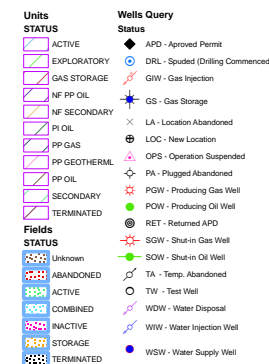 Units
STATUS
ACTIVE
EXPLORATORY
GAS STORAGE
NF PP OIL
NF SECONDARY
PI OIL
PP GAS
PP GEOTHERML
PP OIL
SECONDARY
TERMINATED
Fields
STATUS
Unknown
ABANDONED
ACTIVE
COMBINED
INACTIVE
STORAGE
TERMINATED
Wells Query
Status
APD - Aproved Permit
DRL - Spuded (Drilling Commenced
GIW - Gas Injection
GS - Gas Storage
LA - Location Abandoned
LOC - New Location
OPS - Operation Suspended
PA - Plugged Abandoned
PGW - Producing Gas Well
POW - Producing Oil Well
RET - Returned APD
SGW - Shut-in Gas Well
SOW - Shut-in Oil Well
TA - Temp. Abandoned
TW - Test Well
WDW - Water Disposal
WIW - Water Injection Well
WSW - Water Supply Well